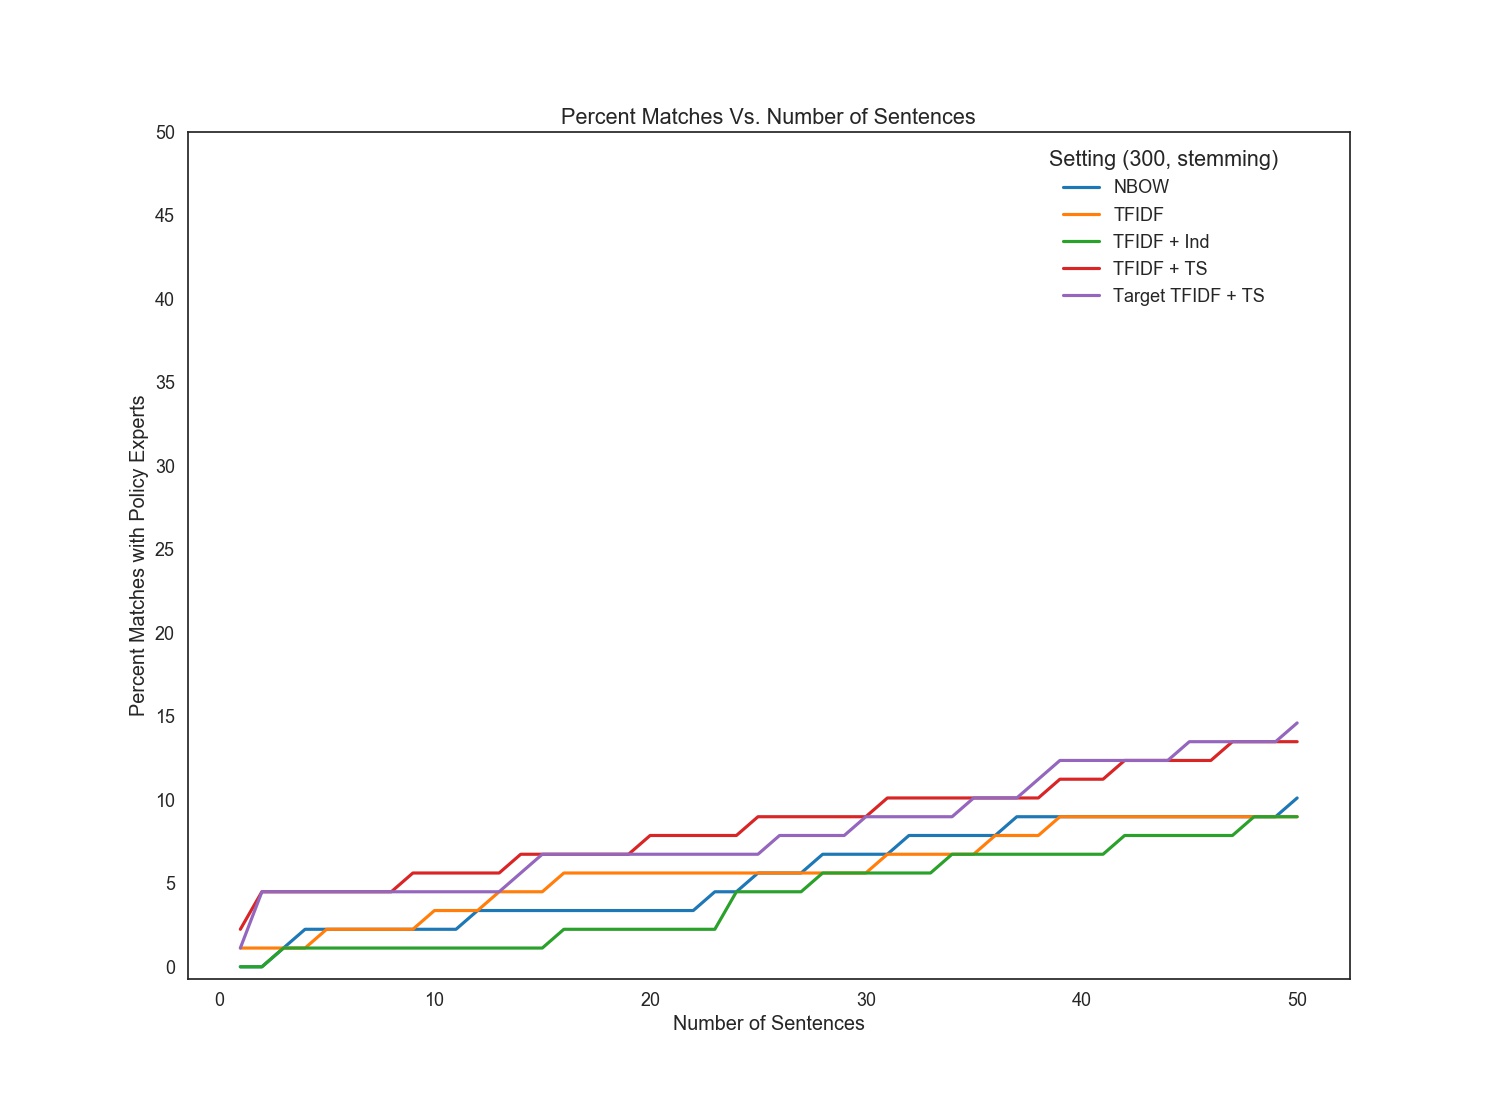 Percent Matches Vs. Number of Sentences
Percent Matches with Policy Experts
50
45
40
35
30
25
20
15
10
5
0
Setting (300, stemming)
NBOW
TFIDF
TFIDF + Ind
TFIDF + TS
Target TFIDF + TS
0 10 20 30 40 50
Number of Sentences